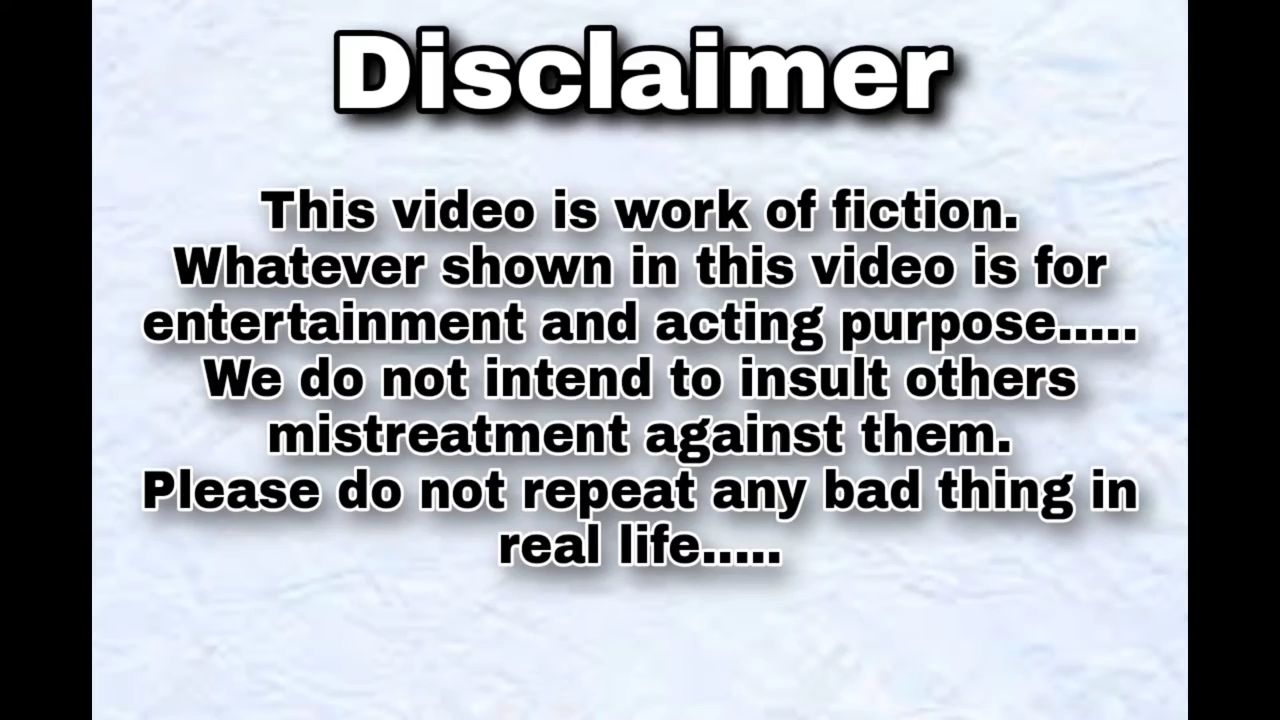 Disclaimer
This video is work of fiction.
Whatever shown in this video is for
entertainment and acting purpose.....
We do not intend to insult others
mistreatment against them.
Please do not repeat any bad thing in
real life.....